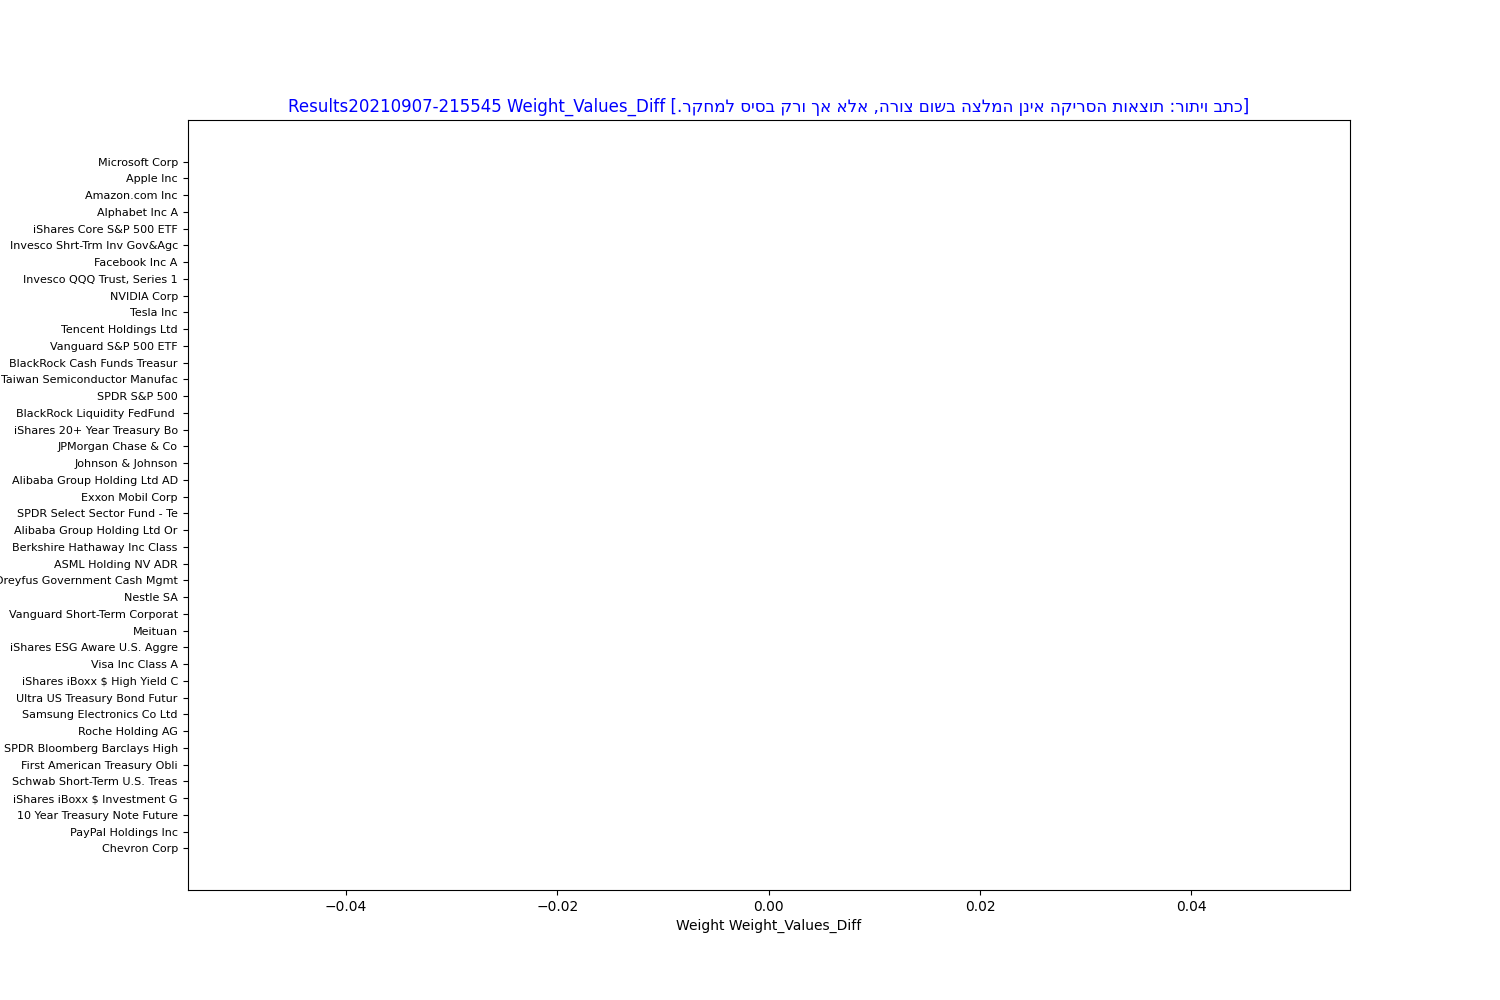 Results20210907-215545 Weight_Values_Diff [כתב ויתור: תוצאות הסריקה אינן המלצה בשום צורה, אלא אך ורק בסיס למחקר.]
Microsoft Corp
Apple Inc
Amazon.com Inc
Alphabet Inc A
iShares Core S&P 500 ETF
Invesco Shrt-Trm Inv Gov&Agc
Facebook Inc A
Invesco QQQ Trust, Series 1
NVIDIA Corp
Tesla Inc
Tencent Holdings Ltd
Vanguard S&P 500 ETF
BlackRock Cash Funds Treasur
Taiwan Semiconductor Manufac
SPDR S&P 500
BlackRock Liquidity FedFund
iShares 20+ Year Treasury Bo
JPMorgan Chase & Co
Johnson & Johnson
Alibaba Group Holding Ltd AD
Exxon Mobil Corp
SPDR Select Sector Fund - Te
Alibaba Group Holding Ltd Or
Berkshire Hathaway Inc Class
ASML Holding NV ADR
Dreyfus Government Cash Mgmt
Nestle SA
Vanguard Short-Term Corporat
Meituan
iShares ESG Aware U.S. Aggre
Visa Inc Class A
iShares iBoxx $ High Yield C
Ultra US Treasury Bond Futur
Samsung Electronics Co Ltd
Roche Holding AG
SPDR Bloomberg Barclays High
First American Treasury Obli
Schwab Short-Term U.S. Treas
iShares iBoxx $ Investment G
10 Year Treasury Note Future
PayPal Holdings Inc
Chevron Corp
−0.04 −0.02 0.00 0.02 0.04
Weight Weight_Values_Diff